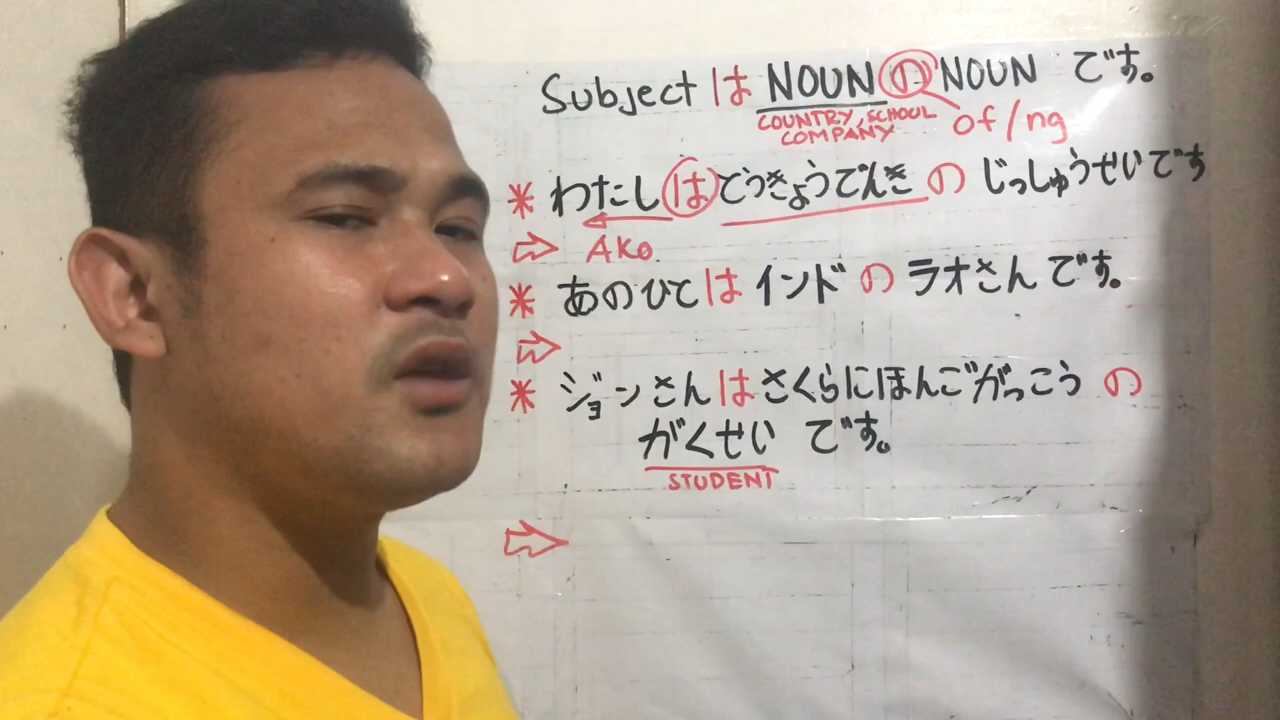 Subject は NOUN の NOUN です。
COUNTRY, SCHOOL
COMPANY
of/ng
* わたしはとうきょうでんきの じっしゅうせいです
⇨ AKO
* あのひとは インドの ラオさんです。
⇨
* ジョンさんはさくらにほんごがっこう の
がくせい です。
STUDENT
⇨